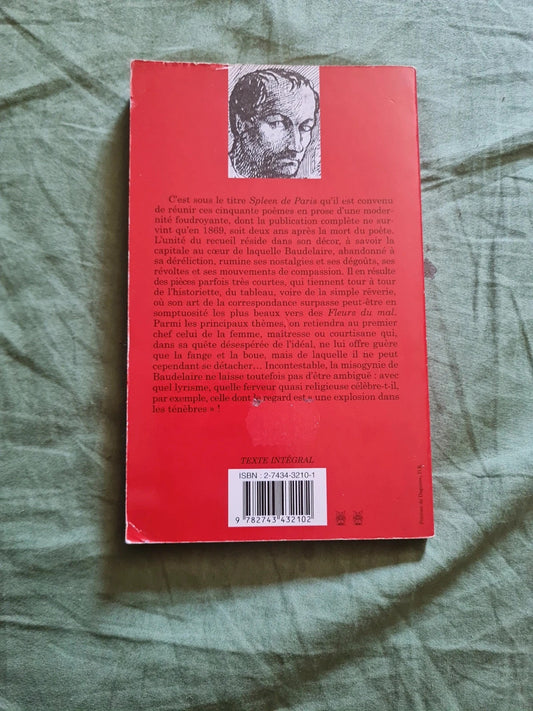 C'est sous le titre Spleen de Paris qu'il est convenu
de réunir ces cinquante poèmes en prose d'une moder-
nité foudroyante, dont la publication complète ne sur-
vint qu'en 1869, soit deux ans après la mort du poète.
L'unité du recueil réside dans son décor, à savoir la
capitale au cœur de laquelle Baudelaire, abandonné à
sa déréliction, rumine ses nostalgies et ses dégoûts, ses
révoltes et ses mouvements de compassion. Il en résulte
des pièces parfois très courtes, qui tiennent tour à tour
de l'historiette, du tableau, voire de la simple rêverie,
où son art de la correspondance surpasse peut-être en
somptuosité les plus beaux vers des Fleurs du mal.
Parmi les principaux thèmes, on retiendra au premier
chef celui de la femme, maîtresse ou courtisane qui,
dans sa quête désespérée de l'idéal, ne lui offre guère
que la fange et la boue, mais de laquelle il ne peut
cependant se détacher... Incontestable, la misogynie de
Baudelaire ne laisse toutefois pas d'être ambiguë : avec
quel lyrisme, quelle ferveur quasi religieuse célèbre-t-il,
par exemple, celle dont le regard est « une explosion dans
les ténèbres » !
TEXTE INTÉGRAL
ISBN : 2-7434-3210-1
9 782743 432102